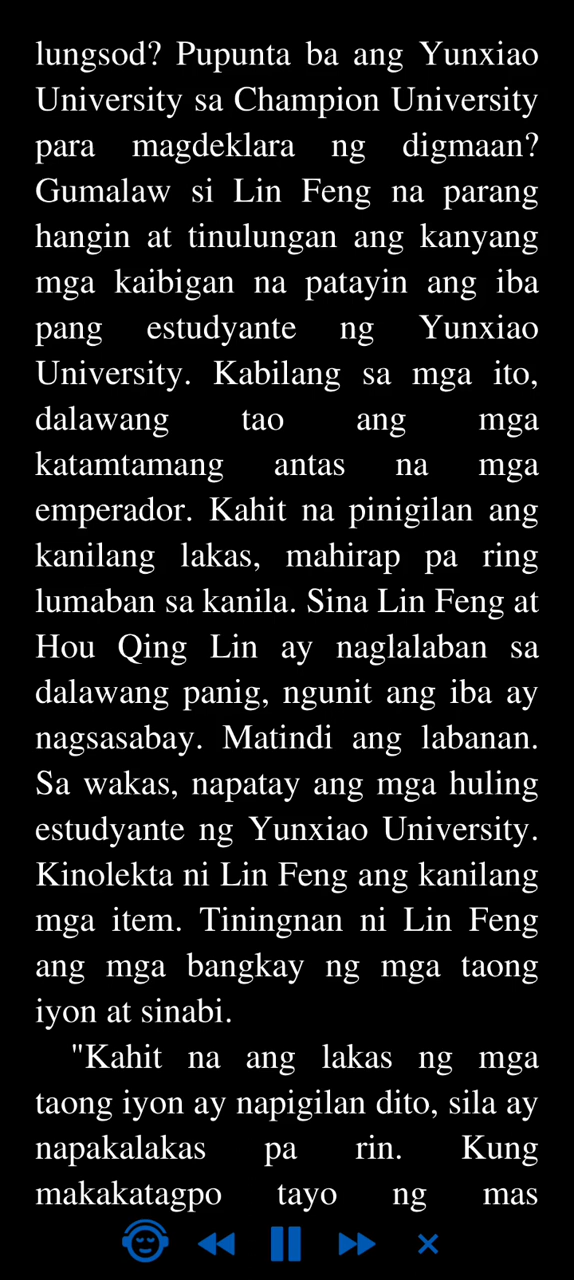 lungsod? Pupunta ba ang Yunxiao
University sa Champion University
para magdeklara ng digmaan?
Gumalaw si Lin Feng na parang
hangin at tinulungan ang kanyang
mga kaibigan na patayin ang iba
pang estudyante ng Yunxiao
University. Kabilang sa mga ito,
dalawang tao ang mga
katamtamang antas na mga
emperador. Kahit na pinigilan ang
kanilang lakas, mahirap pa ring
lumaban sa kanila. Sina Lin Feng at
Hou Qing Lin ay naglalaban sa
dalawang panig, ngunit ang iba ay
nagsasabay. Matindi ang labanan.
Sa wakas, napatay ang mga huling
estudyante ng Yunxiao University.
Kinolekta ni Lin Feng ang kanilang
mga item. Tiningnan ni Lin Feng
ang mga bangkay ng mga taong
iyon at sinabi.
"Kahit na ang lakas ng mga
taong iyon ay napigilan dito, sila ay
napakalakas pa rin. Kung
makakatagpo tayo ng mas